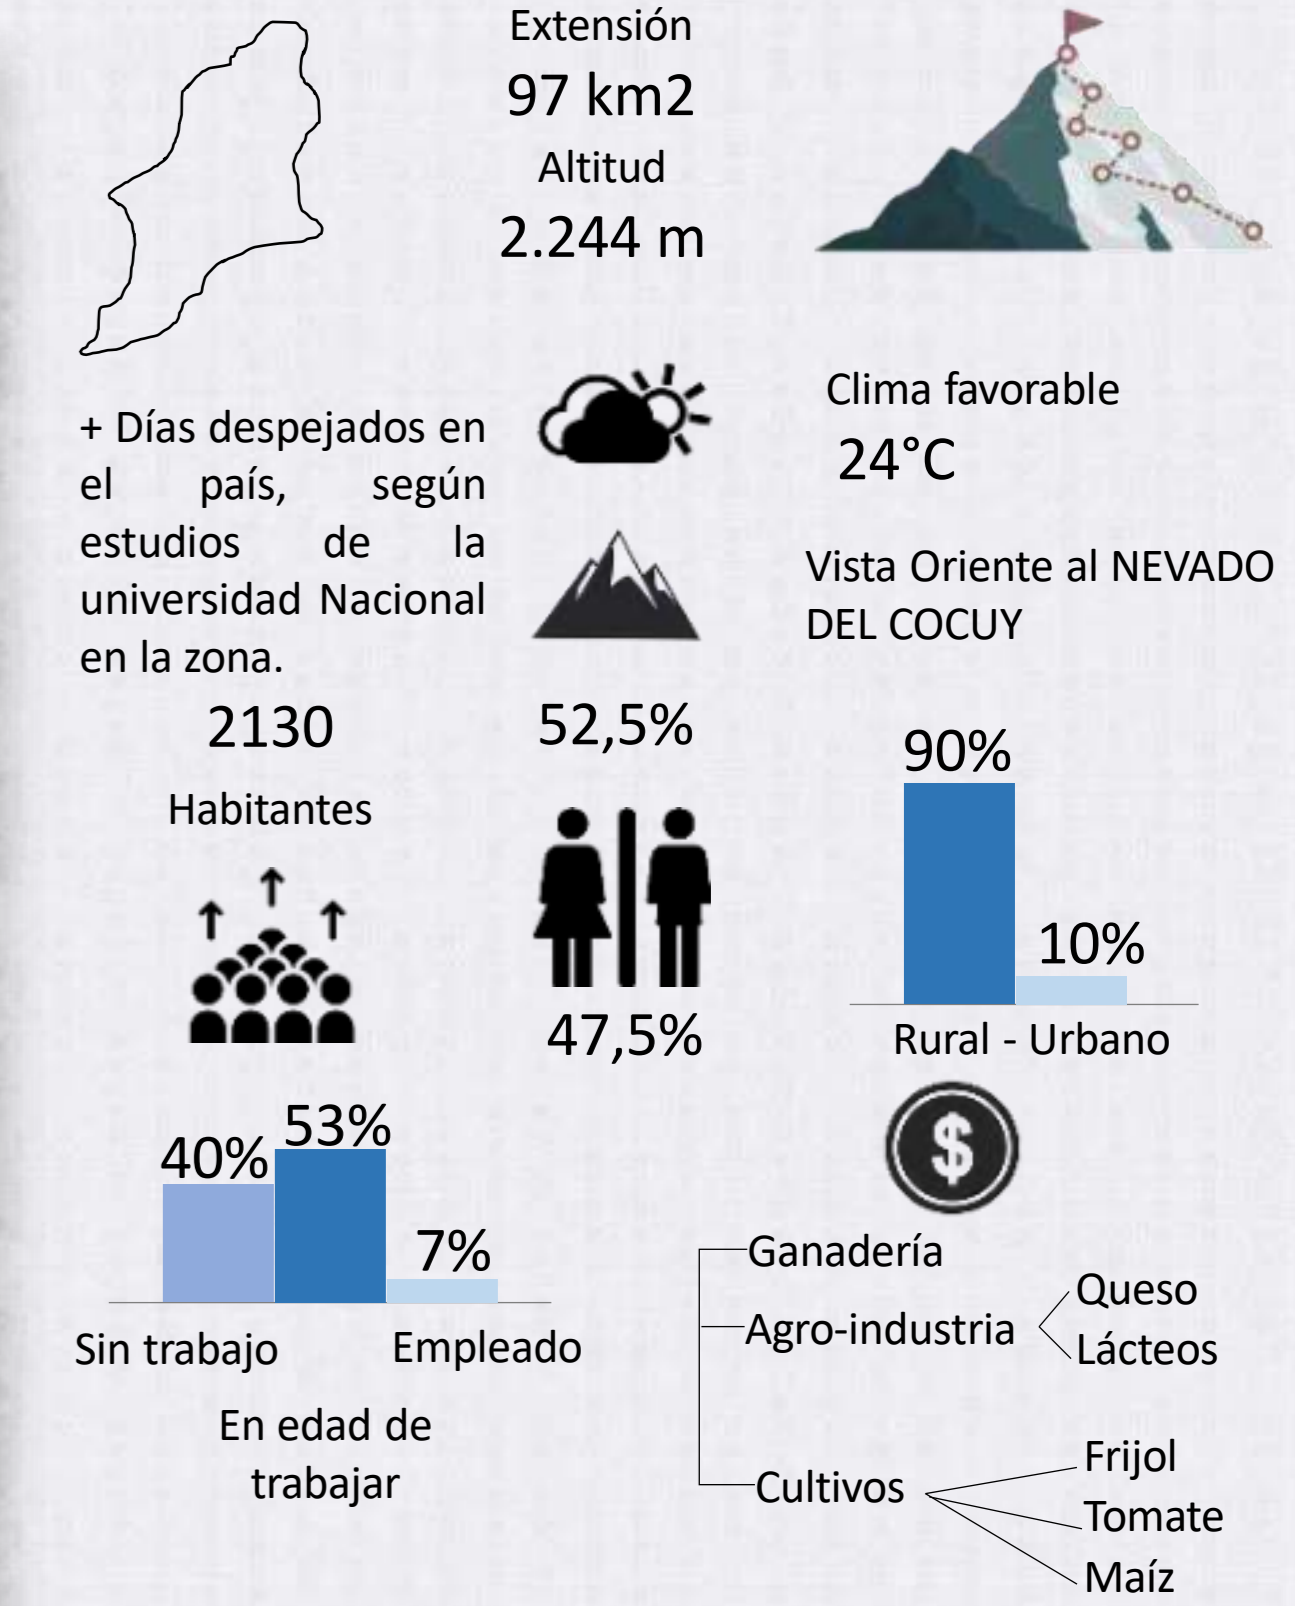 Extensión
97 km2
Altitud
2.244 m
+ Días despejados en
el país, según
estudios de la
universidad Nacional
en la zona.
Clima favorable
24°C
Vista Oriente al NEVADO
DEL COCUY
2130
Habitantes
52,5%
47,5%
90%
10%
Rural - Urbano
40%
53%
7%
Sin trabajo
Empleado
En edad de
trabajar
$
Ganadería
Agro-industria
Queso
Lácteos
Cultivos
Frijol
Tomate
Maíz